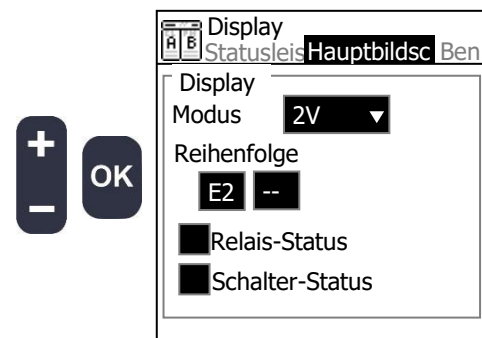 Display
A B Statusleis Hauptbildsc Ben
Display
Modus 2V ▼
Reihenfolge
E2 --
Relais-Status
Schalter-Status
+
−
OK